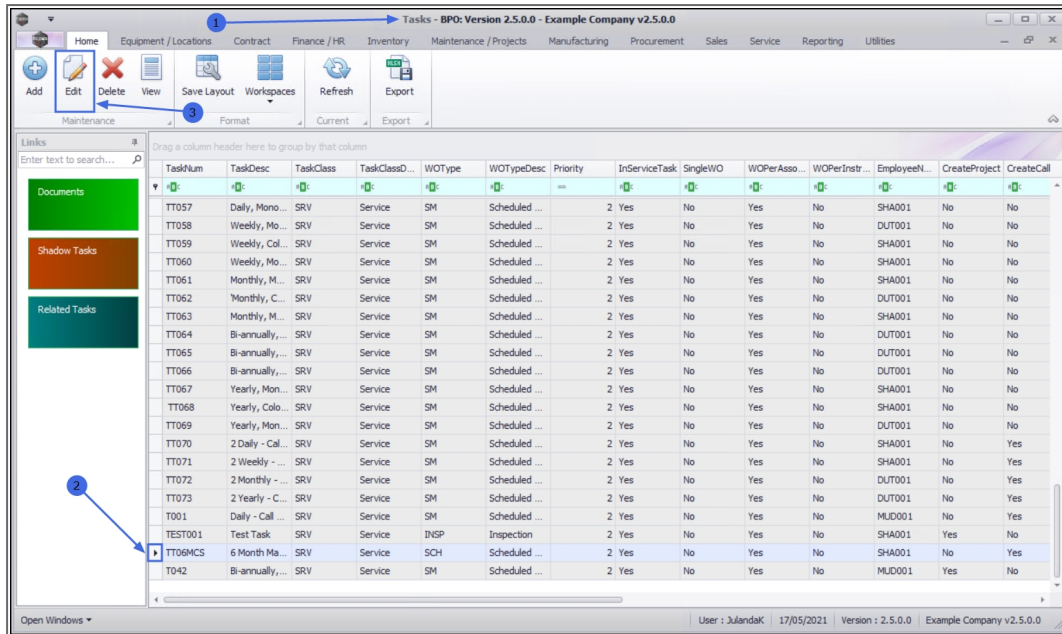 1
Tasks - BPO: Version 2.5.0.0 - Example Company v2.5.0.0
Home Equipment / Locations Contract Finance / HR Inventory Maintenance / Projects Manufacturing Procurement Sales Service Reporting Utilities
Add Edit Delete View Save Layout Workspaces Refresh Export
3
Maintenance Format Current Export
Links
Enter text to search...
Documents
Shadow Tasks
Related Tasks
Drag a column header here to group by that column
TaskNum TaskDesc TaskClass TaskClassD... WOType WOTypeDesc Priority InServiceTask SingleWO WOPerAsso... WOPerInstr... EmployeeN... CreateProject CreateCall
TT057 Daily, Mono... SRV Service SM Scheduled ... 2 Yes No Yes No SHA001 No No
TT058 Weekly, Mo... SRV Service SM Scheduled ... 2 Yes No Yes No DUT001 No No
TT059 Weekly, Col... SRV Service SM Scheduled ... 2 Yes No Yes No SHA001 No No
TT060 Weekly, Mo... SRV Service SM Scheduled ... 2 Yes No Yes No SHA001 No No
TT061 Monthly, M... SRV Service SM Scheduled ... 2 Yes No Yes No SHA001 No No
TT062 'Monthly, C... SRV Service SM Scheduled ... 2 Yes No Yes No DUT001 No No
TT063 Monthly, M... SRV Service SM Scheduled ... 2 Yes No Yes No SHA001 No No
TT064 Bi-annually,... SRV Service SM Scheduled ... 2 Yes No Yes No DUT001 No No
TT065 Bi-annually,... SRV Service SM Scheduled ... 2 Yes No Yes No DUT001 No No
TT066 Bi-annually,... SRV Service SM Scheduled ... 2 Yes No Yes No DUT001 No No
TT067 Yearly, Mon... SRV Service SM Scheduled ... 2 Yes No Yes No SHA001 No No
TT068 Yearly, Colo... SRV Service SM Scheduled ... 2 Yes No Yes No SHA001 No No
TT069 Yearly, Mon... SRV Service SM Scheduled ... 2 Yes No Yes No DUT001 No No
TT070 2 Daily - Cal... SRV Service SM Scheduled ... 2 Yes No Yes No SHA001 No Yes
TT071 2 Weekly - ... SRV Service SM Scheduled ... 2 Yes No Yes No SHA001 No Yes
TT072 2 Monthly - ... SRV Service SM Scheduled ... 2 Yes No Yes No DUT001 No Yes
TT073 2 Yearly - C... SRV Service SM Scheduled ... 2 Yes No Yes No DUT001 No Yes
2
T001 Daily - Call ... SRV Service SM Scheduled ... 2 Yes No Yes No MUD001 No Yes
TEST001 Test Task SRV Service INSP Inspection 2 Yes No Yes No SHA001 Yes No
TT06MCS 6 Month Ma... SRV Service SCH Scheduled ... 2 Yes No Yes No SHA001 No Yes
T042 Bi-annually,... SRV Service SM Scheduled ... 2 Yes No Yes No MUD001 Yes No
Open Windows User : JulandaK 17/05/2021 Version : 2.5.0.0 Example Company v2.5.0.0